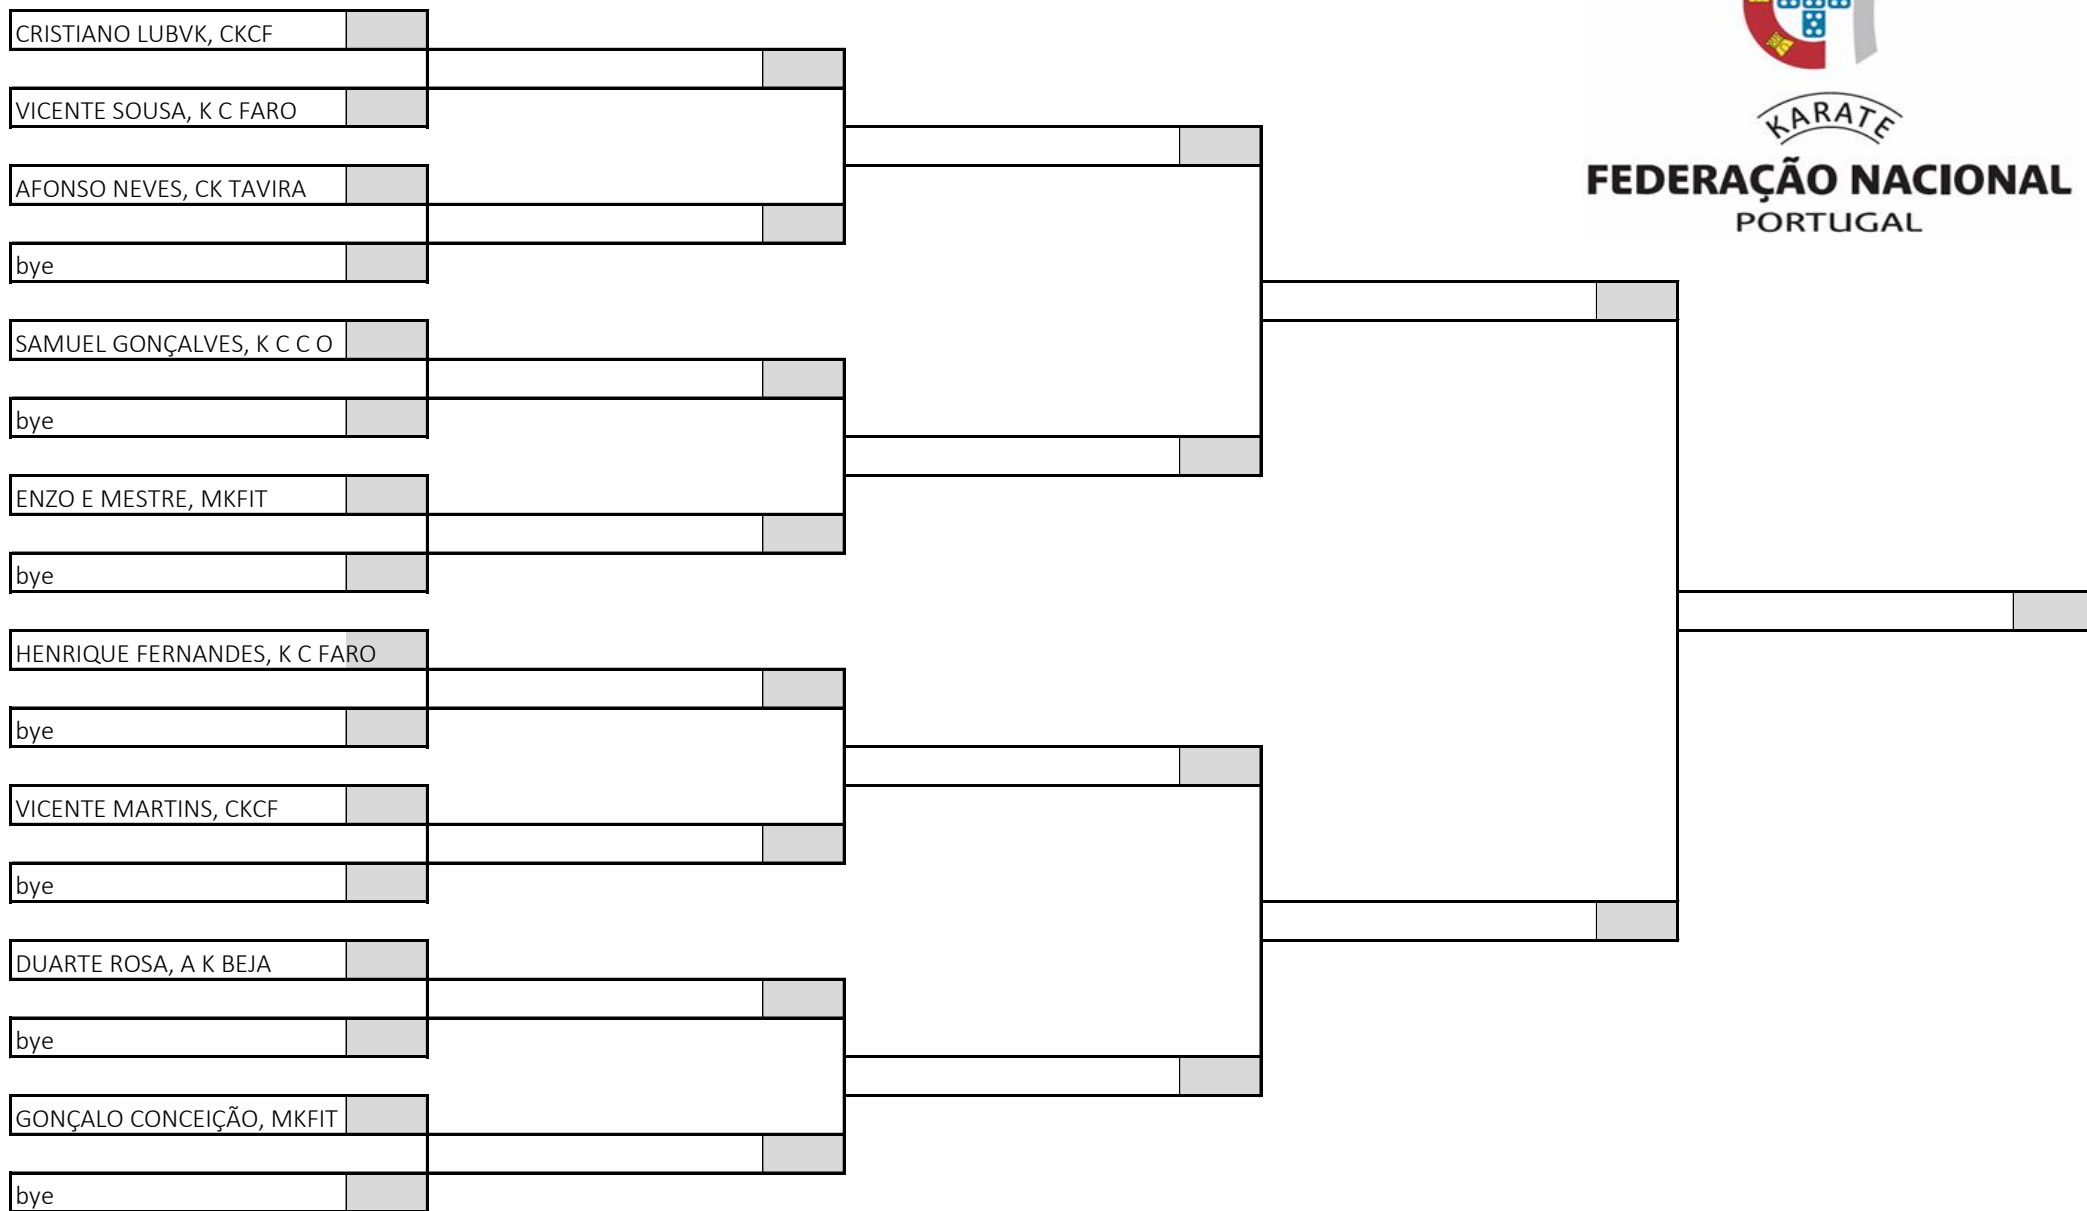 CRISTIANO LUBVK, CKCF
VICENTE SOUSA, K C FARO
AFONSO NEVES, CK TAVIRA
bye
SAMUEL GONÇALVES, K C C O
bye
ENZO E MESTRE, MKFIT
bye
HENRIQUE FERNANDES, K C FARO
bye
VICENTE MARTINS, CKCF
bye
DUARTE ROSA, A K BEJA
bye
GONÇALO CONCEIÇÃO, MKFIT
bye
KARATE
FEDERAÇÃO NACIONAL
PORTUGAL